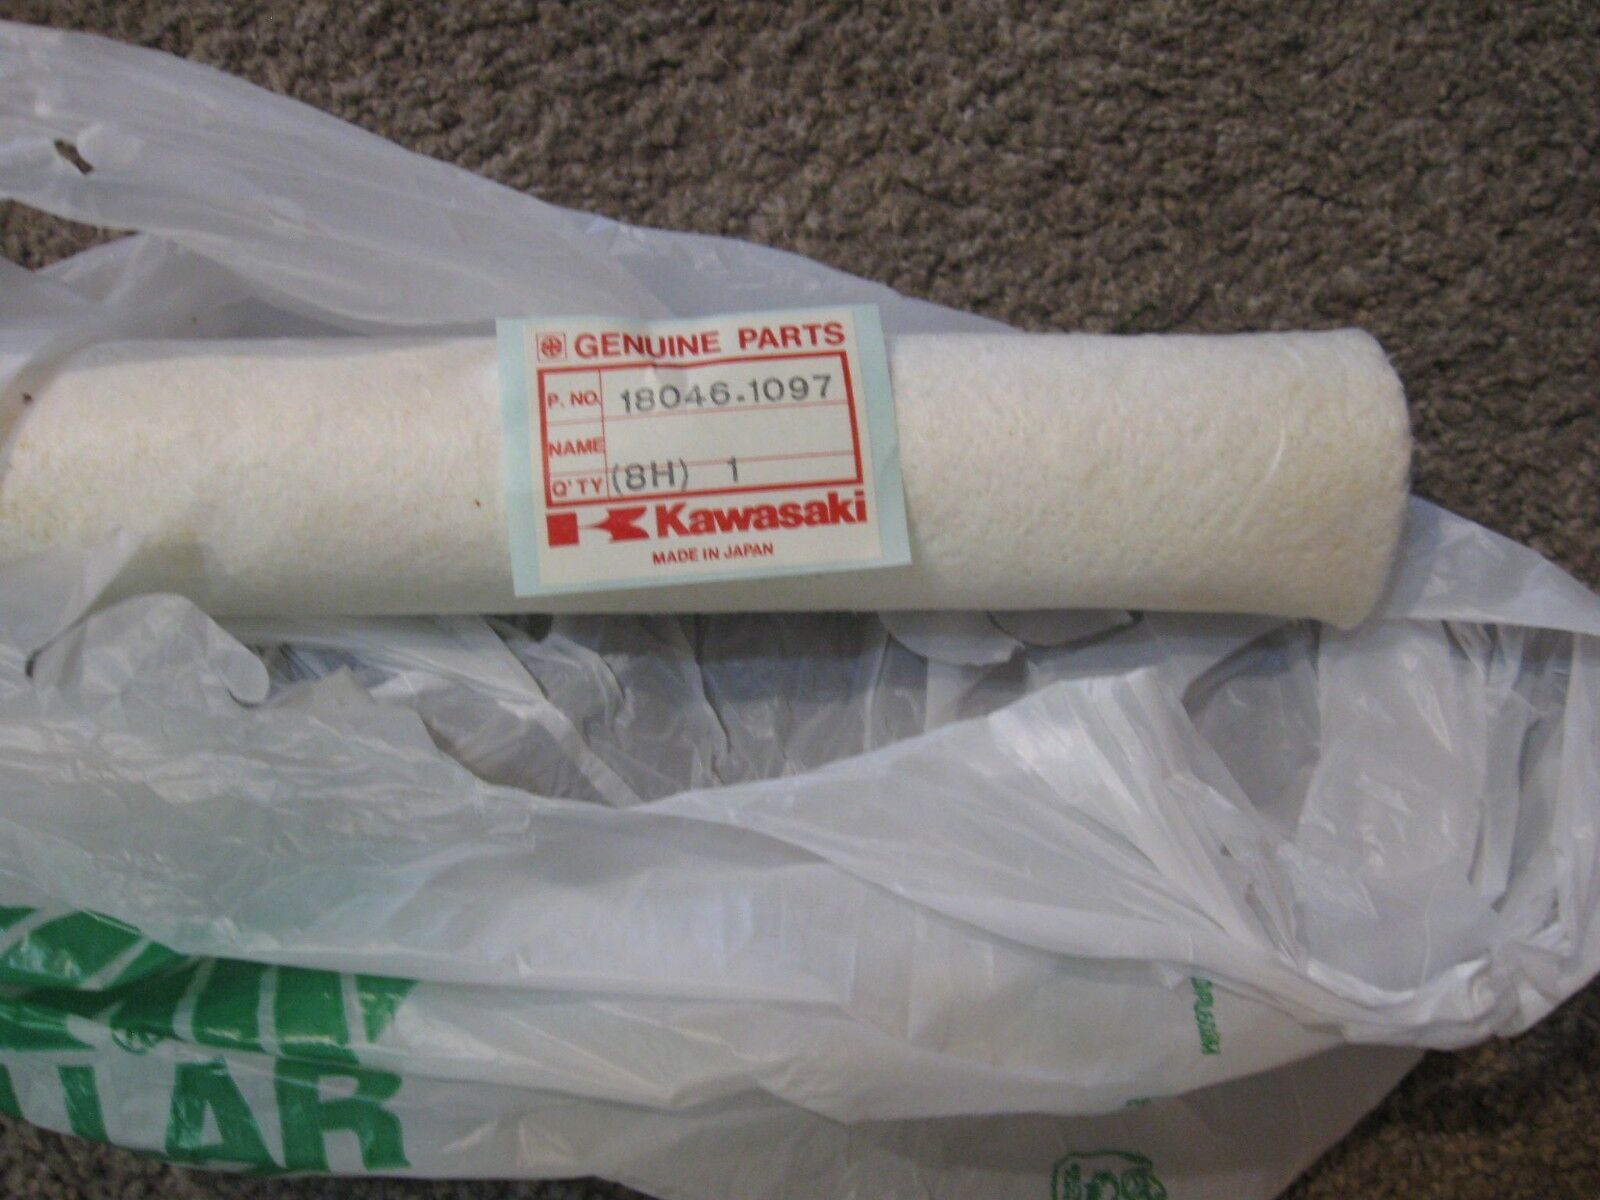 GENUINE PARTS
P. NO. 18046.1097
NAME
Q'TY (8H) 1
Kawasaki
MADE IN JAPAN